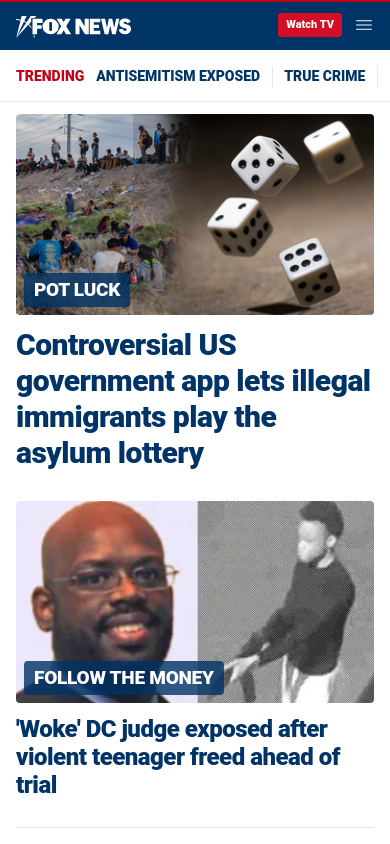 FOX NEWS
Watch TV
TRENDING ANTISEMITISM EXPOSED TRUE CRIME
POT LUCK
Controversial US
government app lets illegal
immigrants play the
asylum lottery
FOLLOW THE MONEY
'Woke' DC judge exposed after
violent teenager freed ahead of
trial